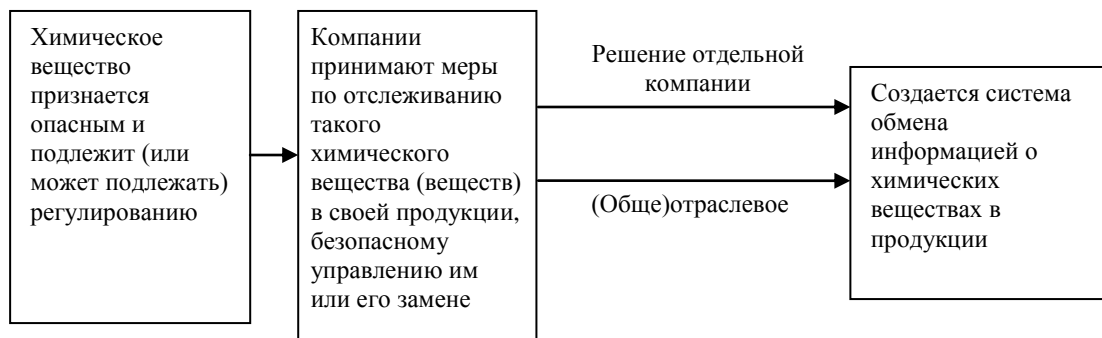 Химическое
вещество
признается
опасным и
подлежит (или
может подлежать)
регулированию
Компании
принимают меры
по отслеживанию
такого
химического
вещества (веществ)
в своей продукции,
безопасному
управлению им
или его замене
Решение отдельной
компании
(Обще)отраслевое
Создается система
обмена
информацией о
химических
веществах в
продукции